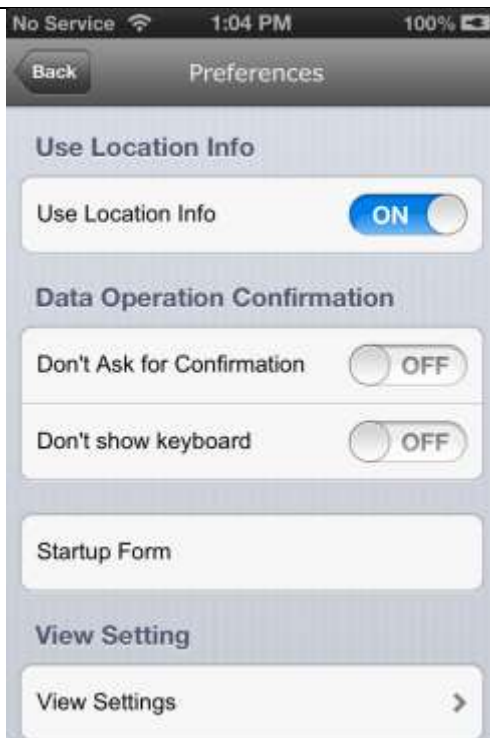 No Service 1:04 PM 100%
Back Preferences
Use Location Info
Use Location Info ON
Data Operation Confirmation
Don't Ask for Confirmation OFF
Don't show keyboard OFF
Startup Form
View Setting
View Settings